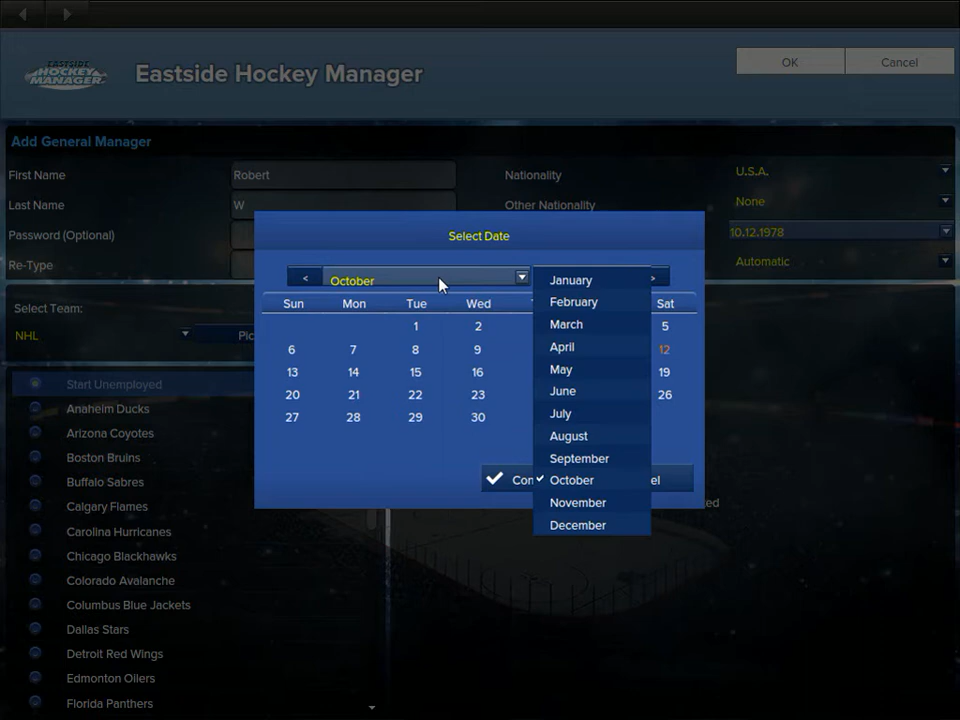 EASTSIDE
HOCKEY
MANAGER
Eastside Hockey Manager
OK
Cancel
Add General Manager
First Name
Robert
Nationality
U.S.A.
Last Name
W
Other Nationality
None
Password (Optional)
10.12.1978
Re-Type
Automatic
Select Date
<
October
>
Sun Mon Tue Wed Sat
1 2 5
6 7 8 9 12
13 14 15 16 19
20 21 22 23 26
27 28 29 30
January
February
March
April
May
June
July
August
September
October
November
December
Select Team:
NHL
Start Unemployed
Anaheim Ducks
Arizona Coyotes
Boston Bruins
Buffalo Sabres
Calgary Flames
Carolina Hurricanes
Chicago Blackhawks
Colorado Avalanche
Columbus Blue Jackets
Dallas Stars
Detroit Red Wings
Edmonton Oilers
Florida Panthers